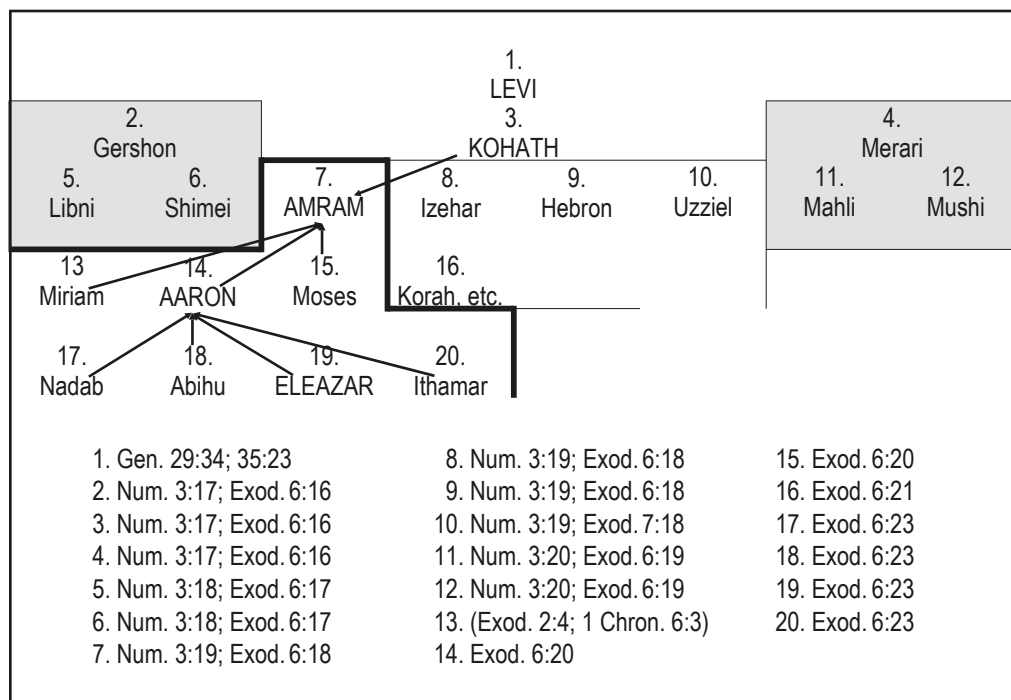 1.
LEVI
2. 3. 4.
Gershon KOHATH Merari
5. 6. 7. 8. 9. 10. 11. 12.
Libni Shimei AMRAM Izehar Hebron Uzziel Mahli Mushi
13 14. 15. 16.
Miriam AARON Moses Korah, etc.
17. 18. 19. 20.
Nadab Abihu ELEAZAR Ithamar
1. Gen. 29:34; 35:23
2. Num. 3:17; Exod. 6:16
3. Num. 3:17; Exod. 6:16
4. Num. 3:17; Exod. 6:16
5. Num. 3:18; Exod. 6:17
6. Num. 3:18; Exod. 6:17
7. Num. 3:19; Exod. 6:18
8. Num. 3:19; Exod. 6:18
9. Num. 3:19; Exod. 6:18
10. Num. 3:19; Exod. 7:18
11. Num. 3:20; Exod. 6:19
12. Num. 3:20; Exod. 6:19
13. (Exod. 2:4; 1 Chron. 6:3)
14. Exod. 6:20
15. Exod. 6:20
16. Exod. 6:21
17. Exod. 6:23
18. Exod. 6:23
19. Exod. 6:23
20. Exod. 6:23